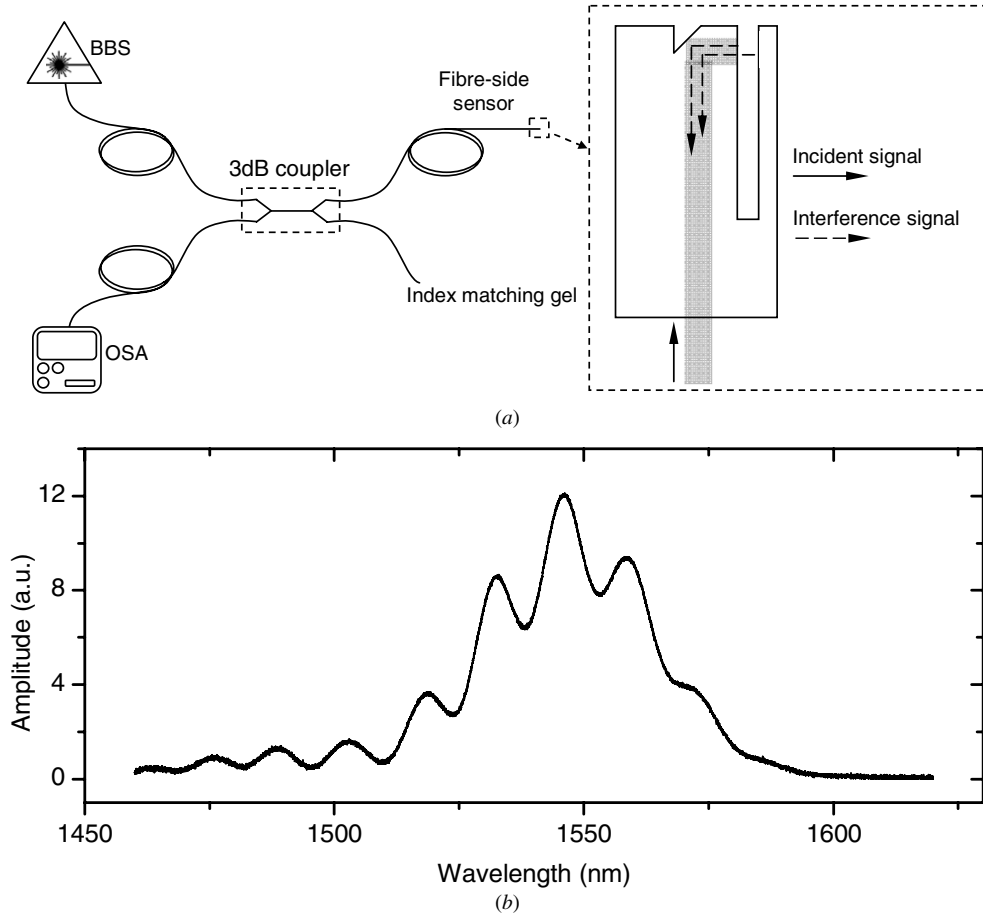 BBS
Fibre-side
sensor
3dB coupler
Incident signal
Interference signal
Index matching gel
OSA
(a)
12
8
4
0
Amplitude (a.u.)
1450 1500 1550 1600
Wavelength (nm)
(b)